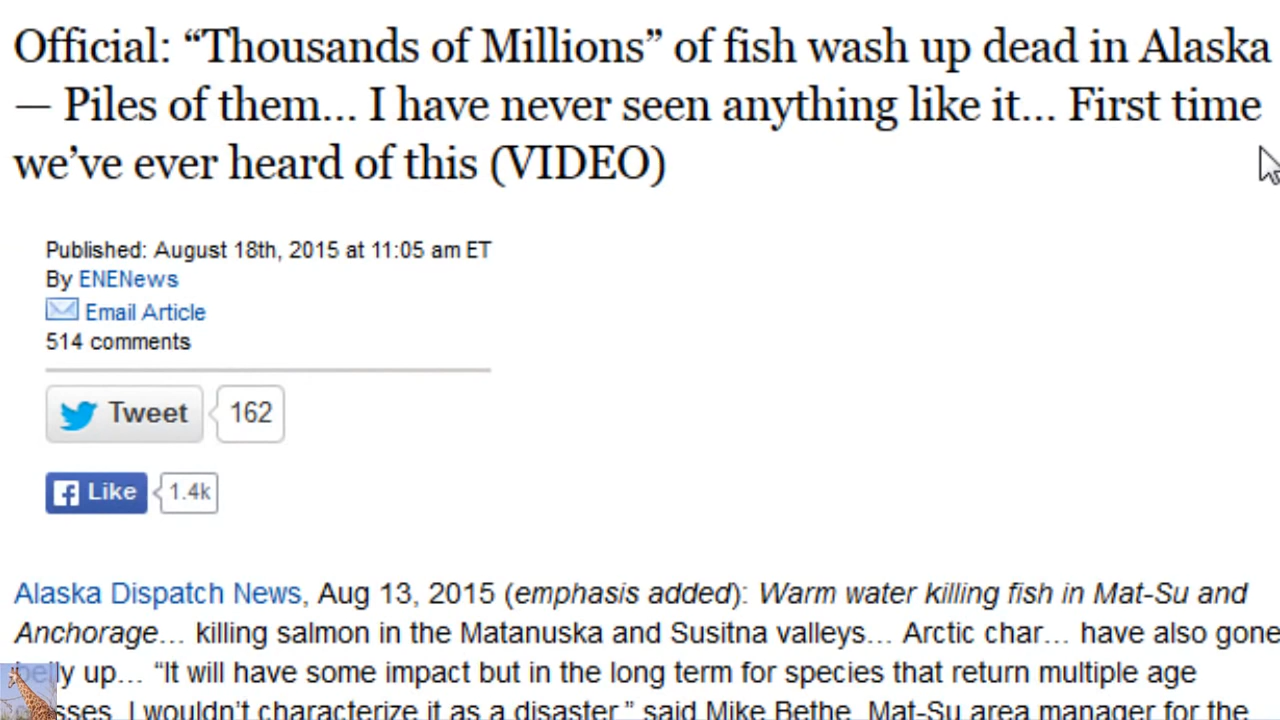 Official: “Thousands of Millions” of fish wash up dead in Alaska
— Piles of them… I have never seen anything like it… First time
we’ve ever heard of this (VIDEO)
Published: August 18th, 2015 at 11:05 am ET
By ENENews
Email Article
514 comments
Tweet 162
Like 1.4k
Alaska Dispatch News, Aug 13, 2015 (emphasis added): Warm water killing fish in Mat-Su and
Anchorage… killing salmon in the Matanuska and Susitna valleys… Arctic char… have also gone
belly up… “It will have some impact but in the long term for species that return multiple age
I wouldn’t characterize it as a disaster,” said Mike Bethe, Mat-Su area manager for the